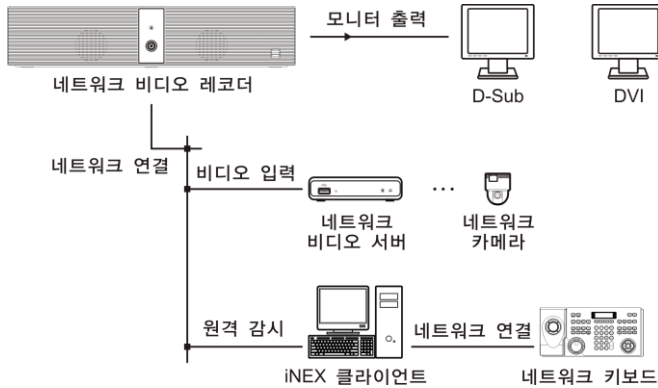 모니터 출력
네트워크 비디오 레코더
D-Sub
DVI
네트워크 연결
비디오 입력
...
네트워크
비디오 서버
네트워크
카메라
원격 감시
네트워크 연결
iNEX 클라이언트
네트워크 키보드